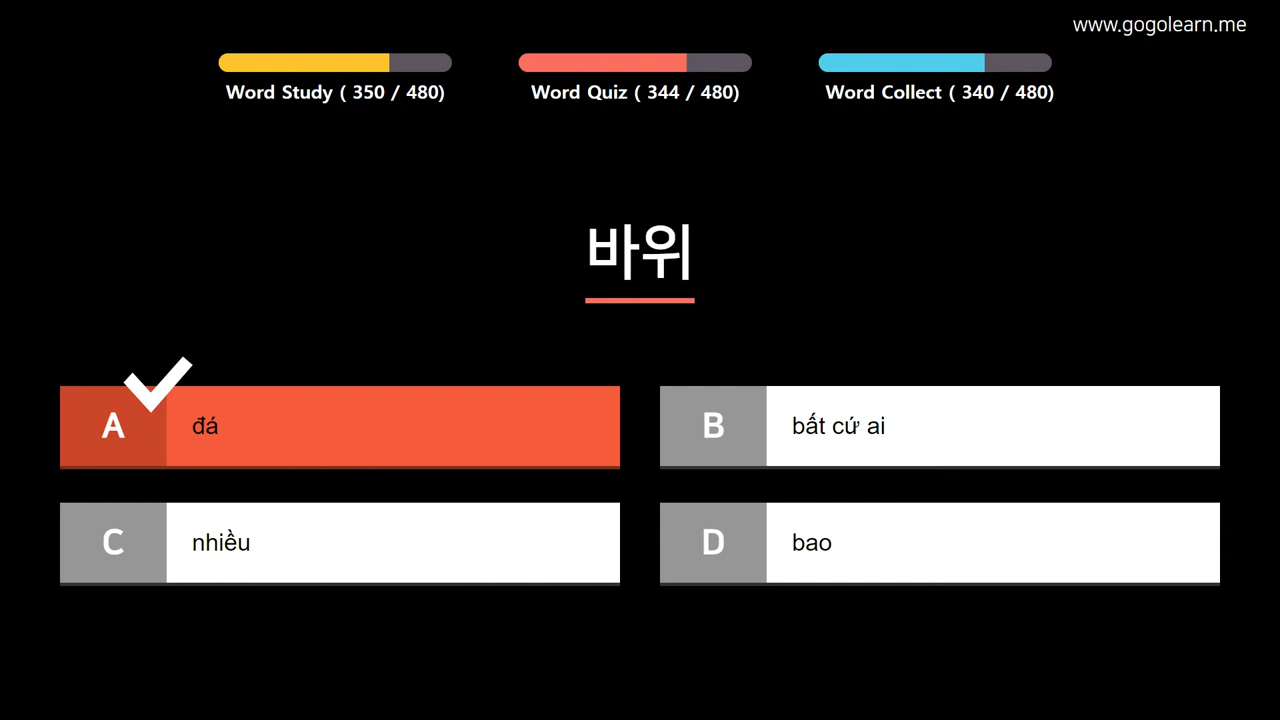 www.gogolearn.me
Word Study ( 350 / 480)
Word Quiz ( 344 / 480)
Word Collect ( 340 / 480)
바위
A đá
B bất cứ ai
C nhiều
D bao